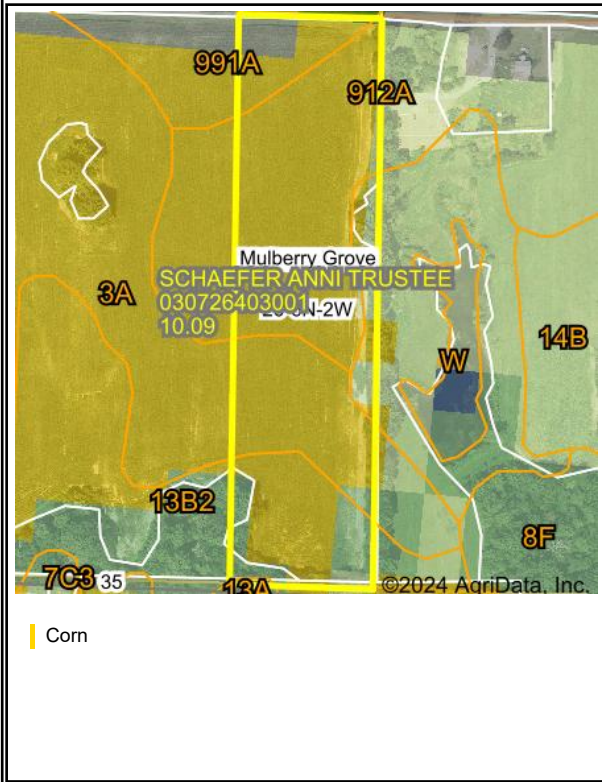 991A
912A
Mulberry Grove
SCHAEFER ANNI TRUSTEE
3A
030726403001
-2W
10.09
14B
W
13B2
8F
7C3 35
13A
©2024 AgriData, Inc.
Corn